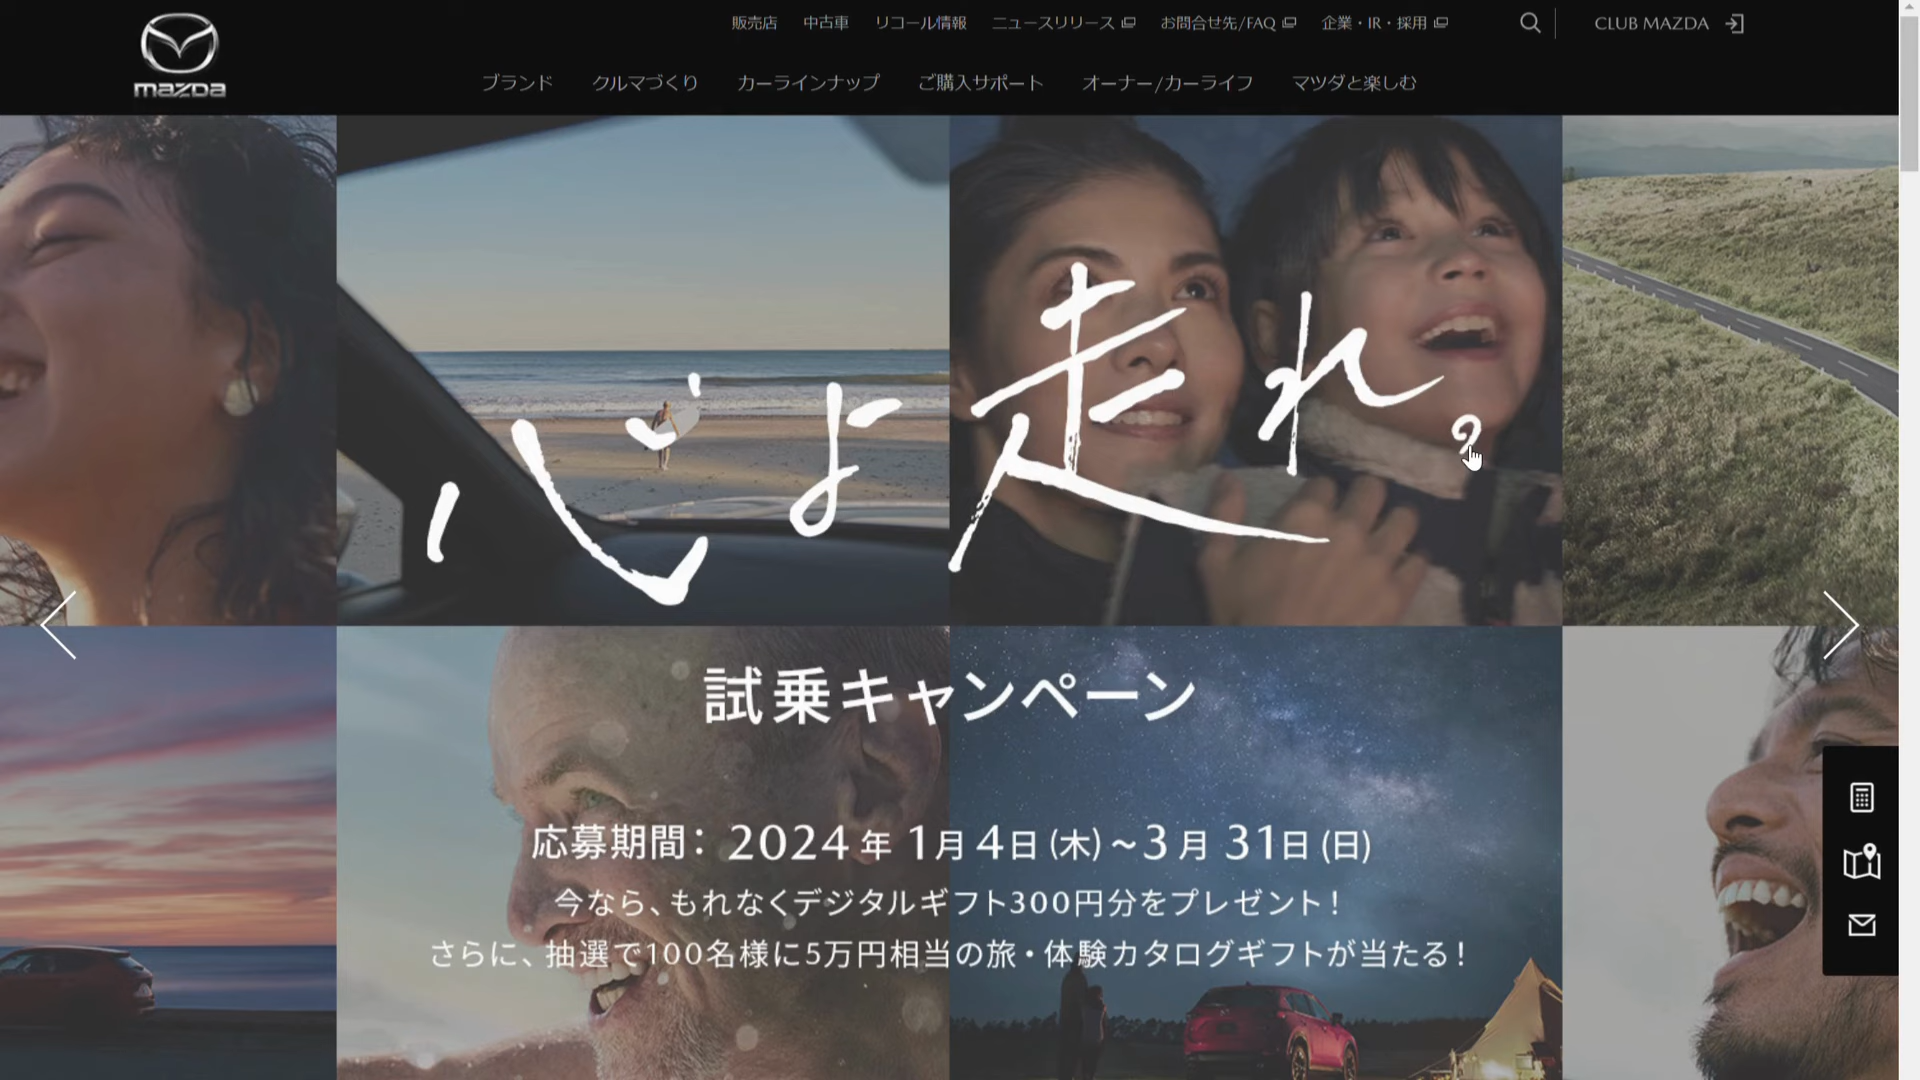 販売店 中古車 リコール情報 ニュースリリース お問合せ先/FAQ 企業・IR・採用 CLUB MAZDA
mazda
ブランド クルマづくり カーラインナップ ご購入サポート オーナー/カーライフ マツダと楽しむ
心よ走れ。
試乗キャンペーン
応募期間：2024年1月4日(木)~3月31日(日)
今なら、もれなくデジタルギフト300円分をプレゼント！
さらに、抽選で100名様に5万円相当の旅・体験カタログギフトが当たる！